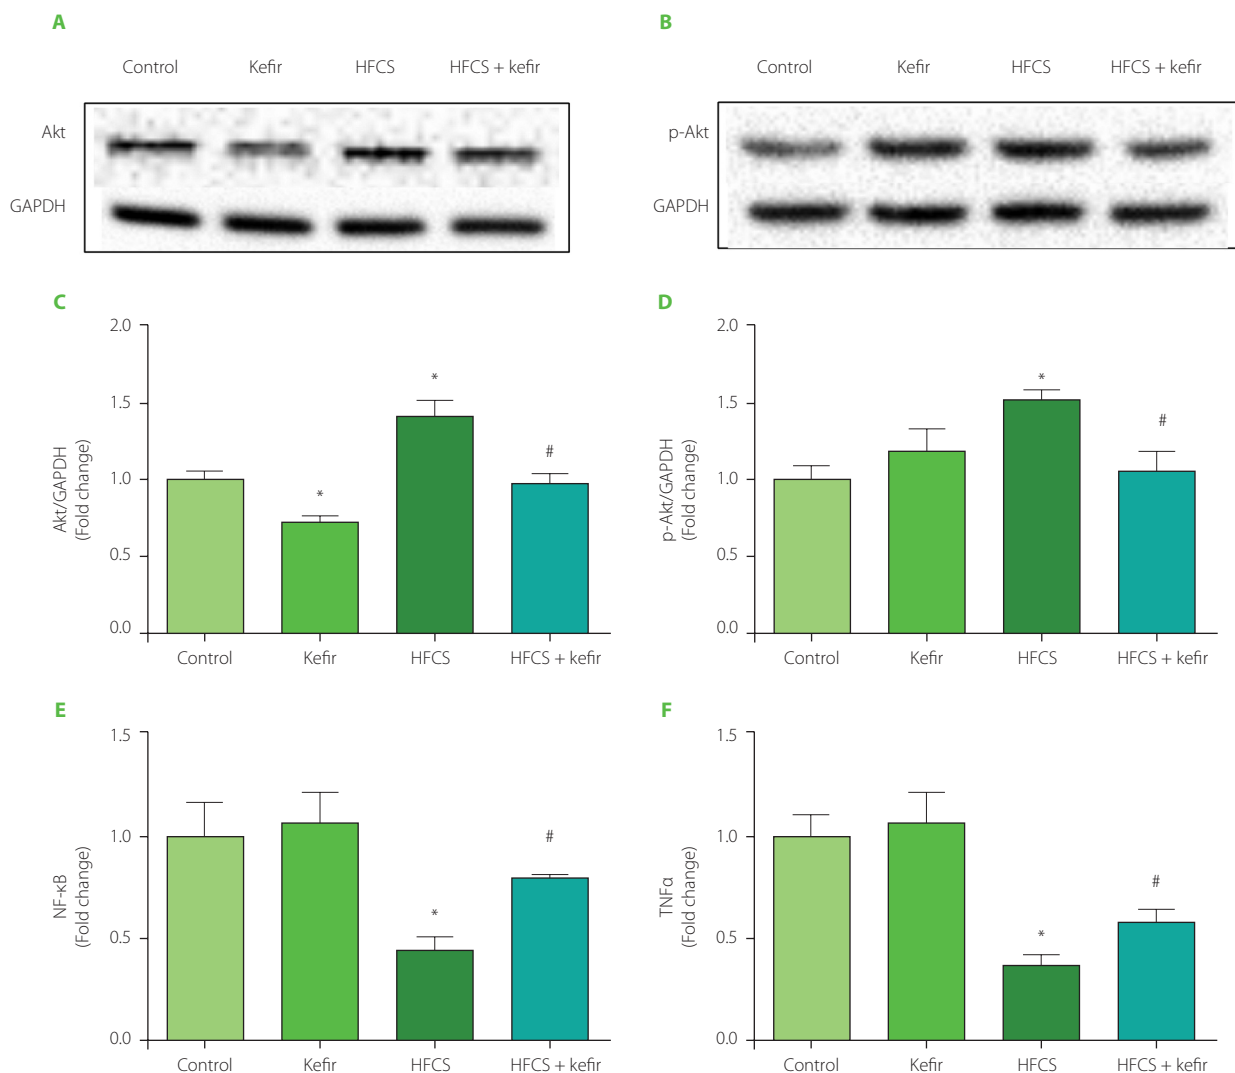 A
Control Kefir HFCS HFCS + kefir
Akt
GAPDH
B
Control Kefir HFCS HFCS + kefir
p-Akt
GAPDH
C
2.0
1.5
1.0
0.5
0.0
Akt/GAPDH
(Fold change)
* * #
Control Kefir HFCS HFCS + kefir
D
2.0
1.5
1.0
0.5
0.0
p-Akt/GAPDH
(Fold change)
* #
Control Kefir HFCS HFCS + kefir
E
1.5
1.0
0.5
0.0
NF-κB
(Fold change)
* #
Control Kefir HFCS HFCS + kefir
F
1.5
1.0
0.5
0.0
TNFα
(Fold change)
* #
Control Kefir HFCS HFCS + kefir